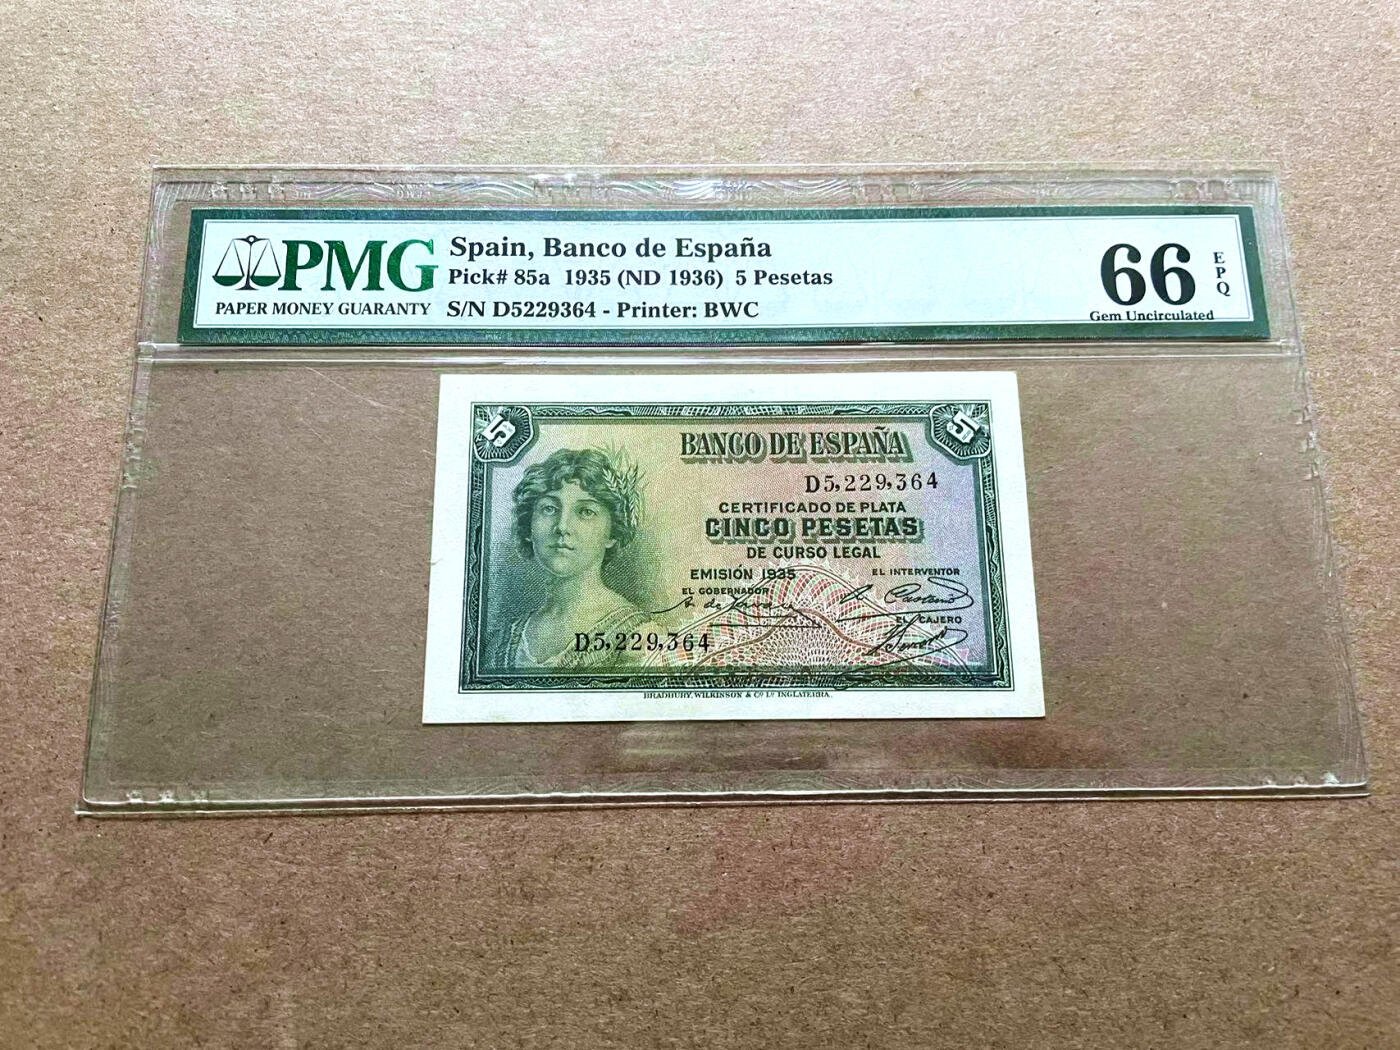 PMG
PAPER MONEY GUARANTY
Spain, Banco de España
Pick# 85a 1935 (ND 1936) 5 Pesetas
S/N D5229364 - Printer: BWC
66
EPQ
Gem Uncirculated
5
5
BANCO DE ESPAÑA
D5,229,364
CERTIFICADO DE PLATA
CINCO PESETAS
DE CURSO LEGAL
EMISIÓN 1935
EL INTERVENTOR
EL GOBERNADOR
EL CAJERO
D5,229,364
BRADBURY, WILKINSON & Cº Lº INGLATERRA.